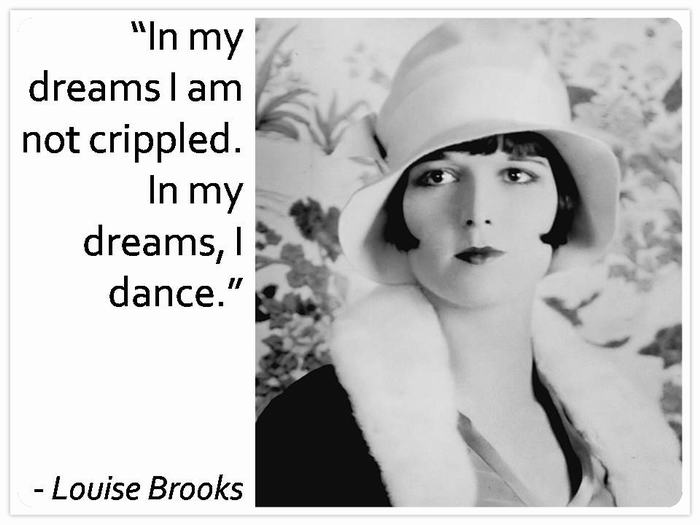 “In my
dreams I am
not crippled.
In my
dreams, I
dance.”
- Louise Brooks